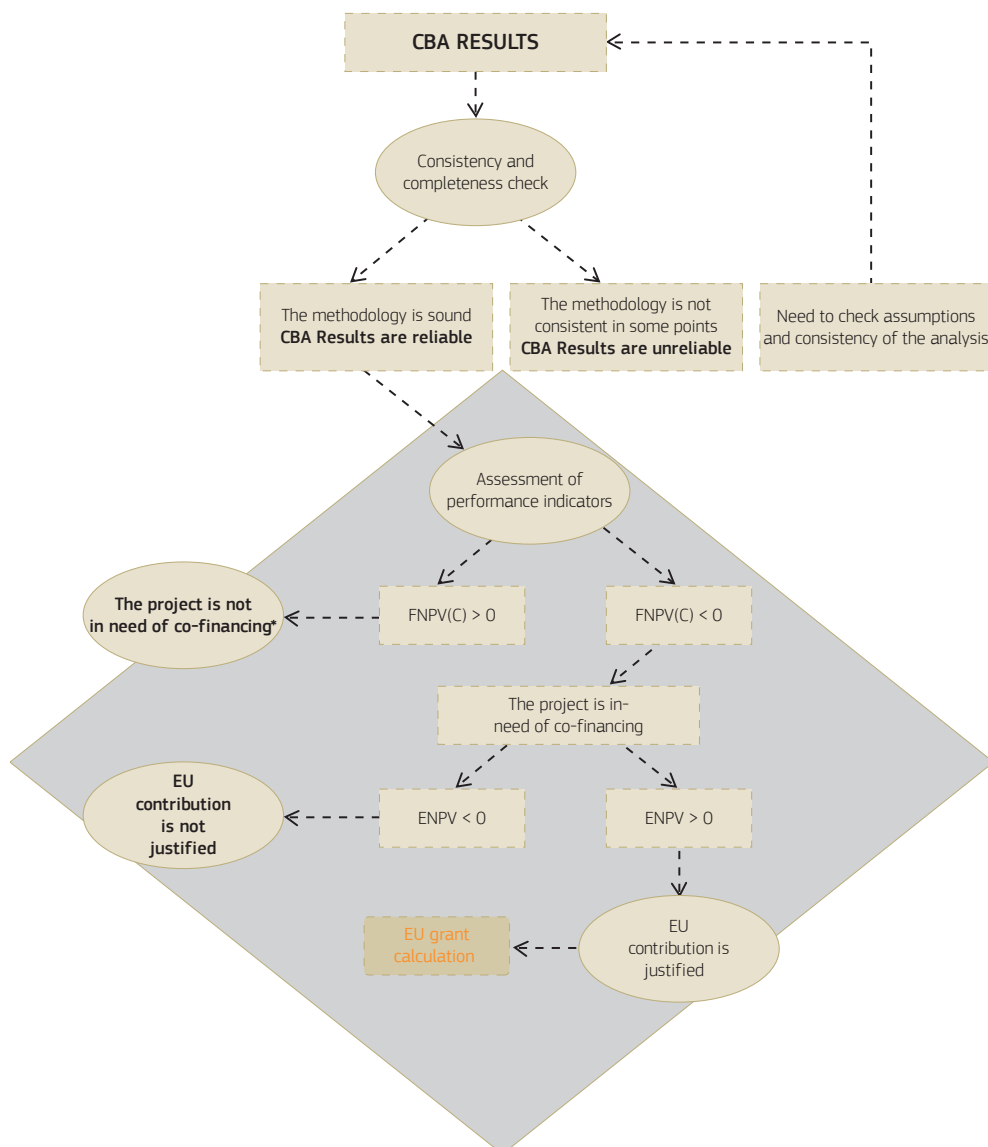 CBA RESULTS
Consistency and
completeness check
The methodology is sound
CBA Results are reliable
The methodology is not
consistent in some points
CBA Results are unreliable
Need to check assumptions
and consistency of the analysis
Assessment of
performance indicators
The project is not
in need of co-financing*
FNPV(C) > 0
FNPV(C) < 0
The project is in-
need of co-financing
EU
contribution
is not
justified
ENPV < 0
ENPV > 0
EU grant
calculation
EU
contribution is
justified